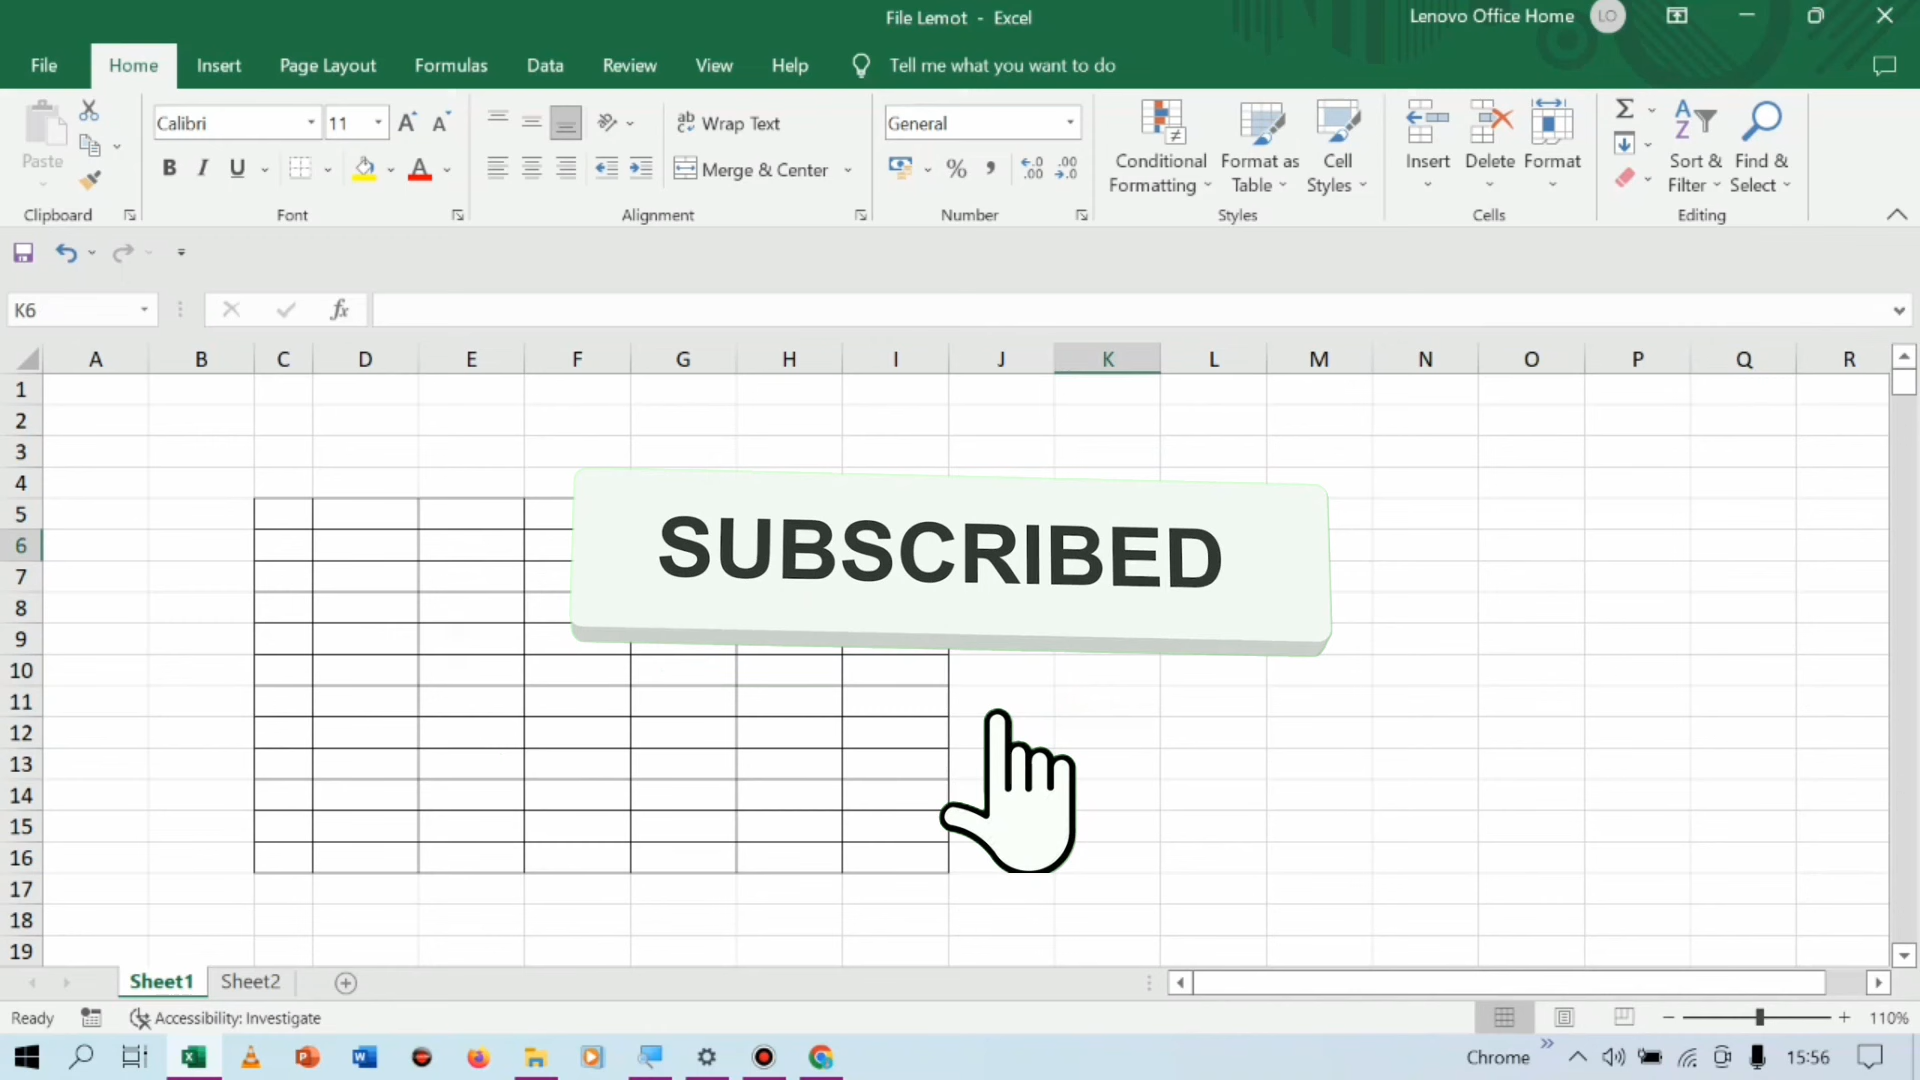 File Lemot - Excel
Lenovo Office Home LO
File Home Insert Page Layout Formulas Data Review View Help Tell me what you want to do
Calibri 11 ab Wrap Text General
Paste Conditional Formatting Format as Table Cell Styles Insert Delete Format Sort & Filter Find & Select
B I U A Merge & Center % , .00 .0
Clipboard Font Alignment Number Styles Cells Editing
K6 fx
A B C D E F G H I J K L M N O P Q R
1
2
3
4
5
6
7
8
9
10
11
12
13
14
15
16
17
18
19
SUBSCRIBED
Sheet1 Sheet2
Ready Accessibility: Investigate 110%
Chrome 15:56